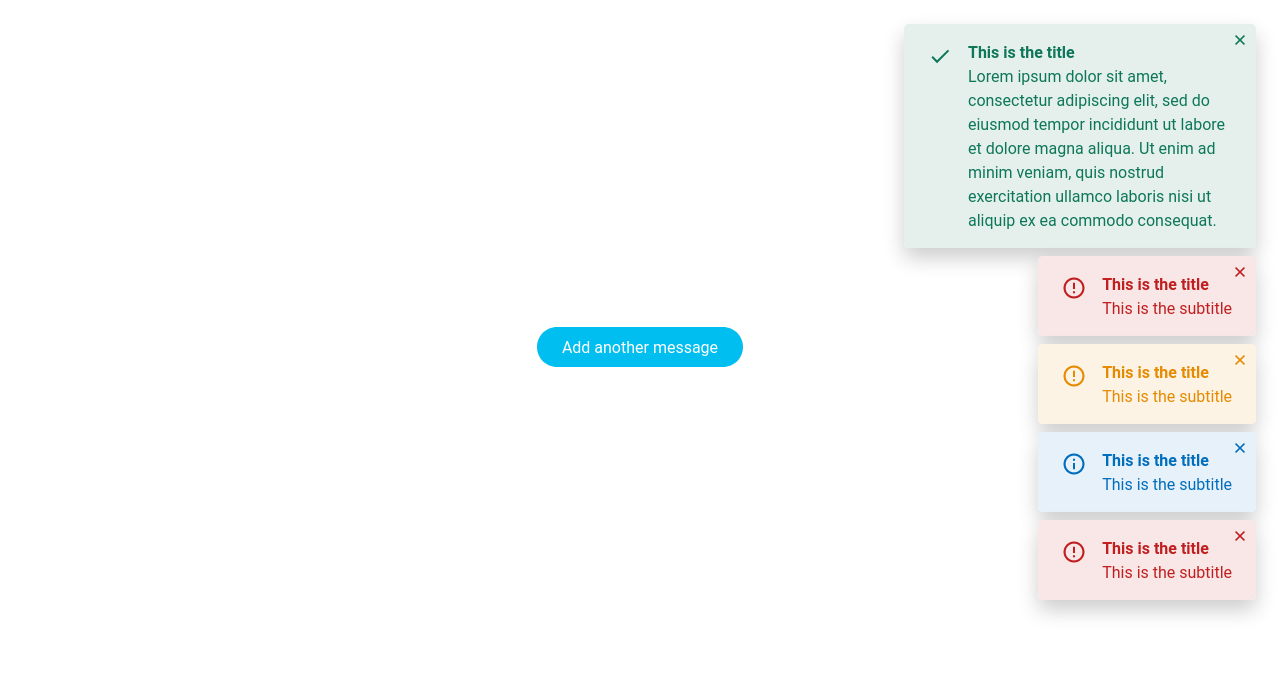 This is the title
Lorem ipsum dolor sit amet,
consectetur adipiscing elit, sed do
eiusmod tempor incididunt ut labore
et dolore magna aliqua. Ut enim ad
minim veniam, quis nostrud
exercitation ullamco laboris nisi ut
aliquip ex ea commodo consequat.
This is the title
This is the subtitle
Add another message
This is the title
This is the subtitle
This is the title
This is the subtitle
This is the title
This is the subtitle